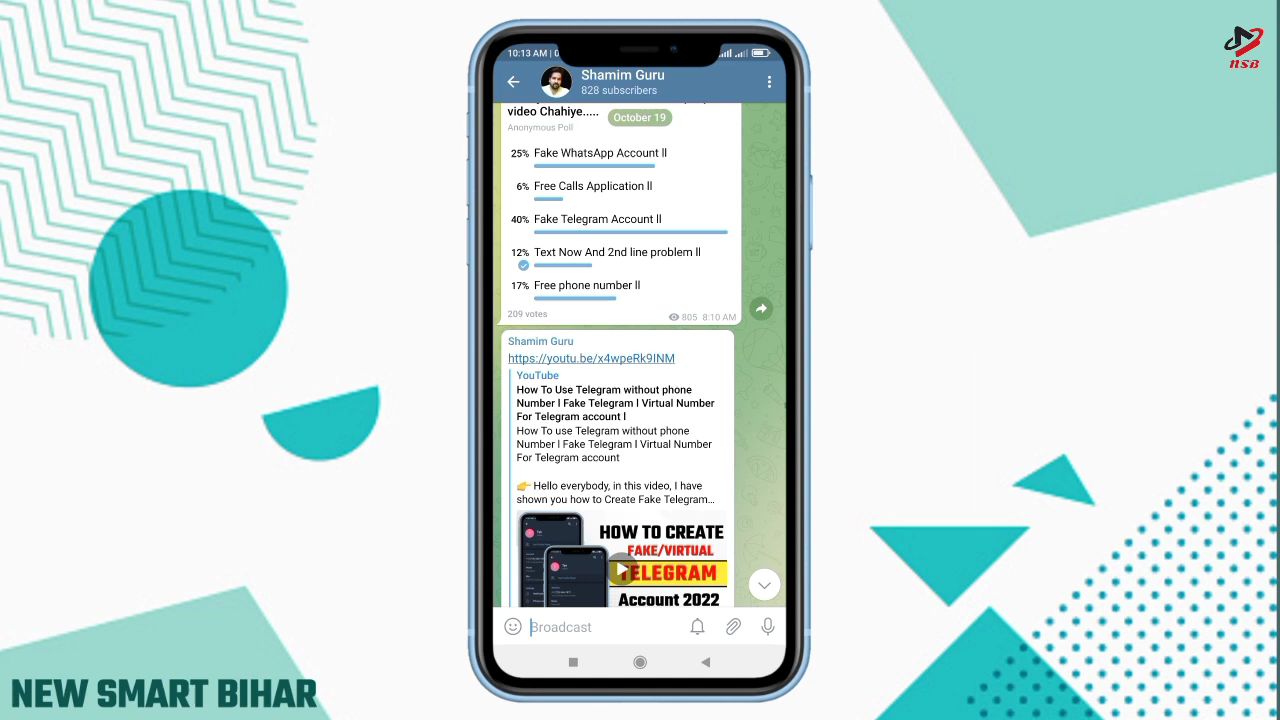 NSB
10:13 AM | 0
Shamim Guru
828 subscribers
video Chahiye.....
October 19
Anonymous Poll
25% Fake WhatsApp Account ll
6% Free Calls Application ll
40% Fake Telegram Account ll
12% Text Now And 2nd line problem ll
17% Free phone number ll
209 votes
805 8:10 AM
Shamim Guru
https://youtu.be/x4wpeRk9INM
YouTube
How To Use Telegram without phone
Number l Fake Telegram l Virtual Number
For Telegram account l
How To use Telegram without phone
Number l Fake Telegram l Virtual Number
For Telegram account
👉 Hello everybody, in this video, I have
shown you how to Create Fake Telegram...
HOW TO CREATE
FAKE/VIRTUAL
TELEGRAM
Account 2022
Broadcast
NEW SMART BIHAR